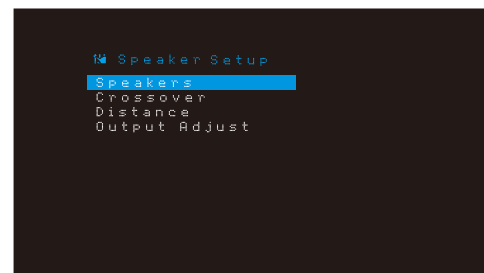 Speaker Setup
Speakers
Crossover
Distance
Output Adjust